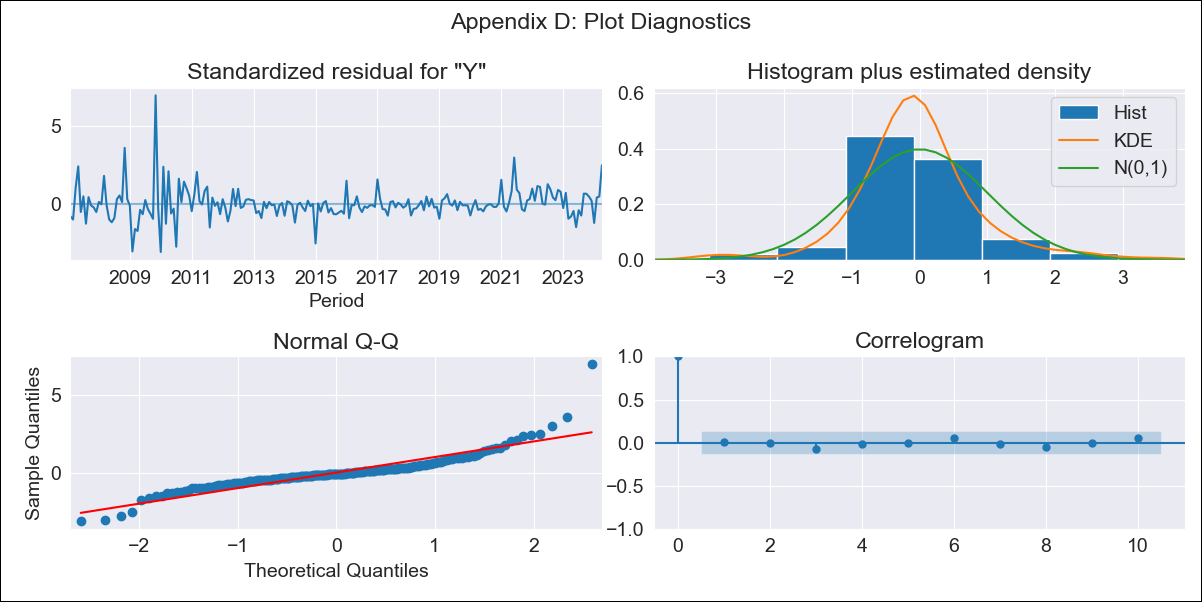 Appendix D: Plot Diagnostics
Standardized residual for "Y"
5
0
2009 2011 2013 2015 2017 2019 2021 2023
Period
Histogram plus estimated density
0.6
0.4
0.2
0.0
−3 −2 −1 0 1 2 3
Hist
KDE
N(0,1)
Normal Q-Q
Sample Quantiles
5
0
−2 −1 0 1 2
Theoretical Quantiles
Correlogram
1.0
0.5
0.0
−0.5
−1.0
0 2 4 6 8 10